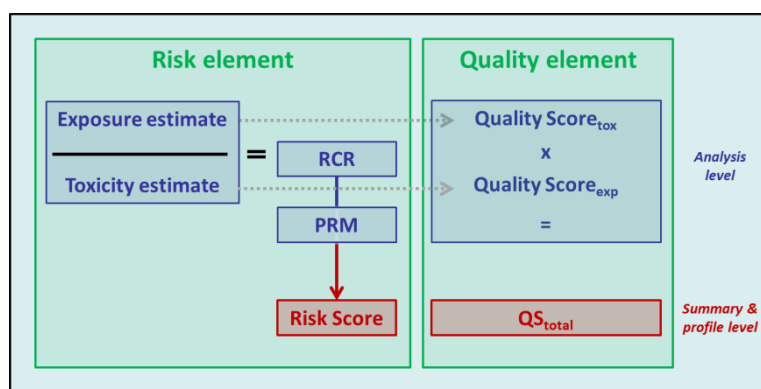 Risk element
Quality element
Exposure estimate
Toxicity estimate
=
RCR
PRM
Risk Score
Quality Scoretox
x
Quality Scoreexp
=
QStotal
Analysis
level
Summary &
profile level